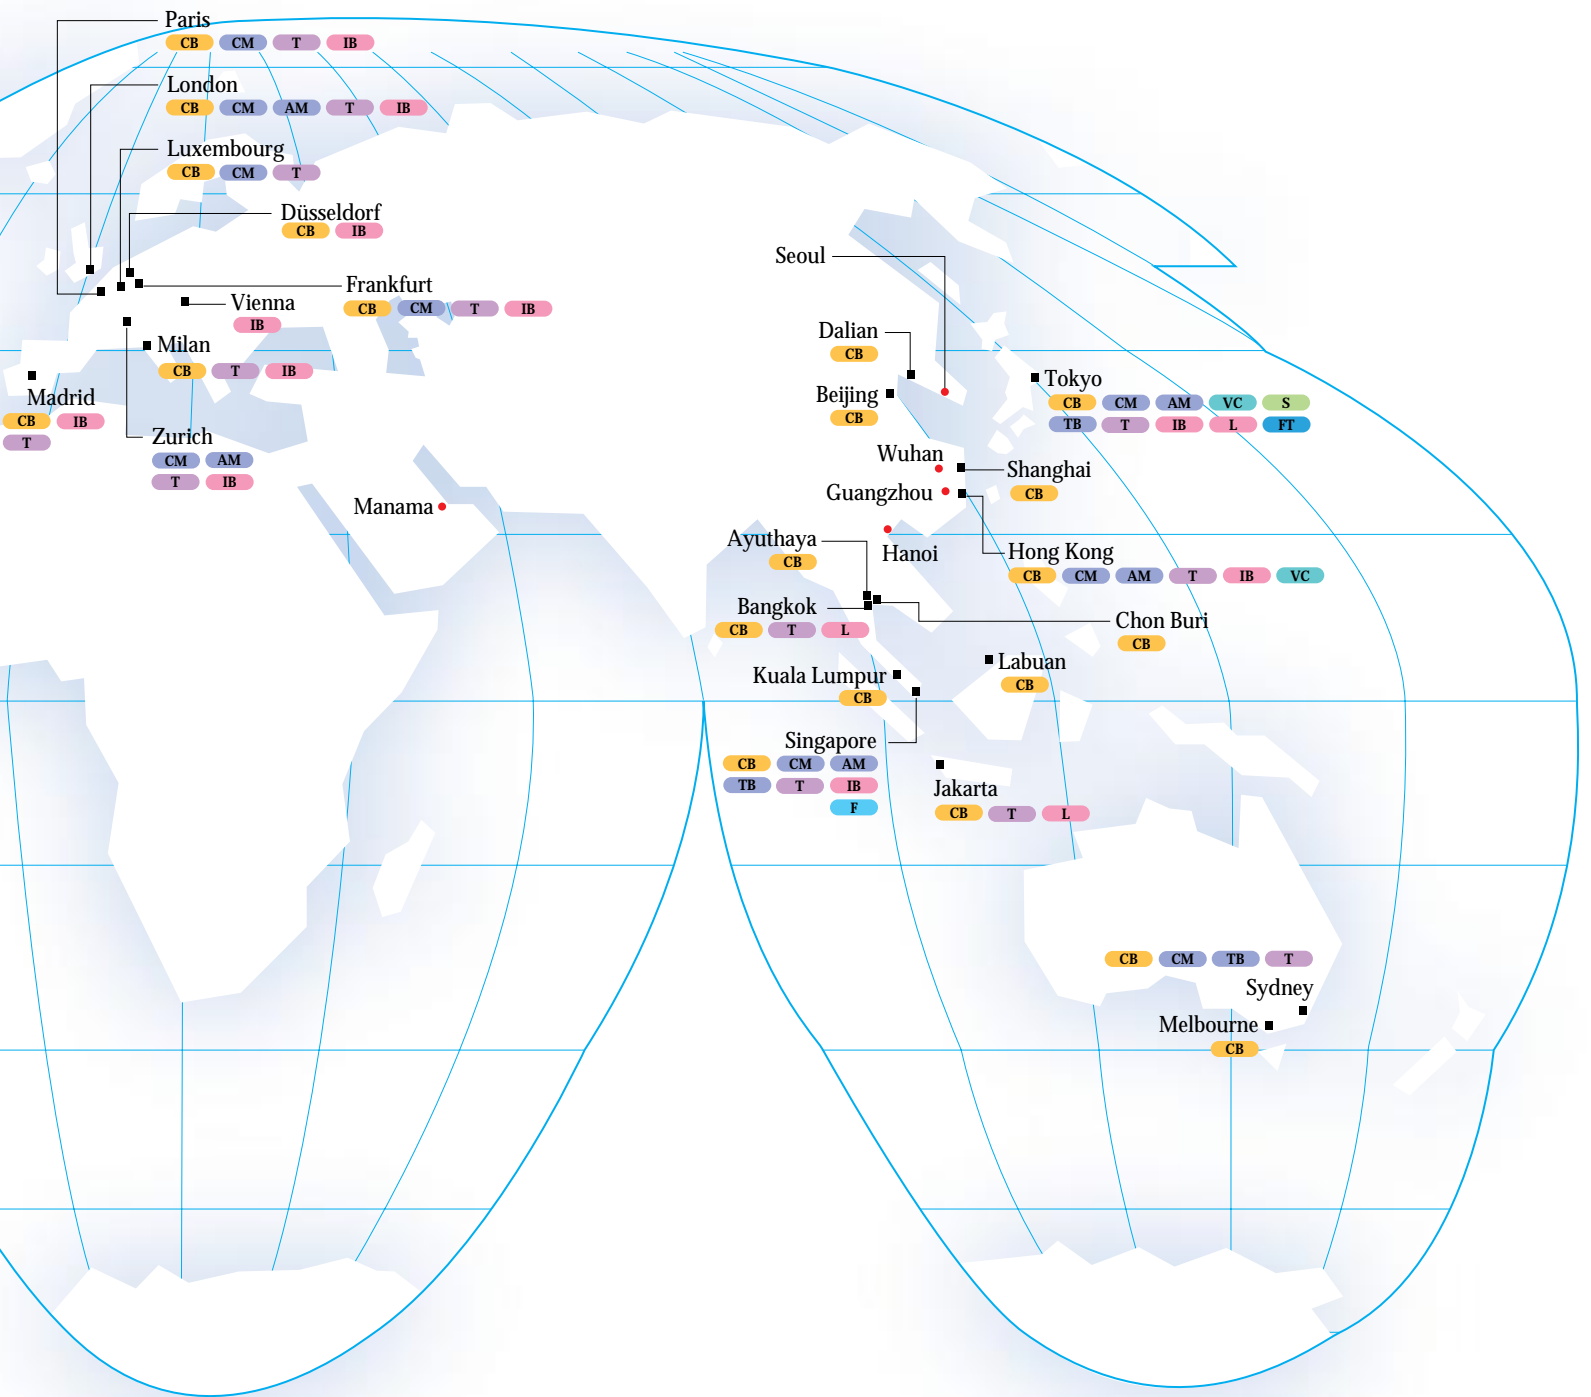 Paris
CB CM T IB
London
CB CM AM T IB
Luxembourg
CB CM T
Düsseldorf
CB IB
Frankfurt
CB CM T IB
Vienna
IB
Milan
CB T IB
Madrid
CB IB
T
Zurich
CM AM
T IB
Manama
Seoul
Dalian
CB
Beijing
CB
Tokyo
CB CM AM VC S
TB T IB L FT
Wuhan
Shanghai
CB
Guangzhou
Hanoi
Hong Kong
CB CM AM T IB VC
Ayuthaya
CB
Bangkok
CB T L
Chon Buri
CB
Labuan
CB
Kuala Lumpur
CB
Singapore
CB CM AM
TB T IB
F
Jakarta
CB T L
CB CM TB T
Sydney
Melbourne
CB